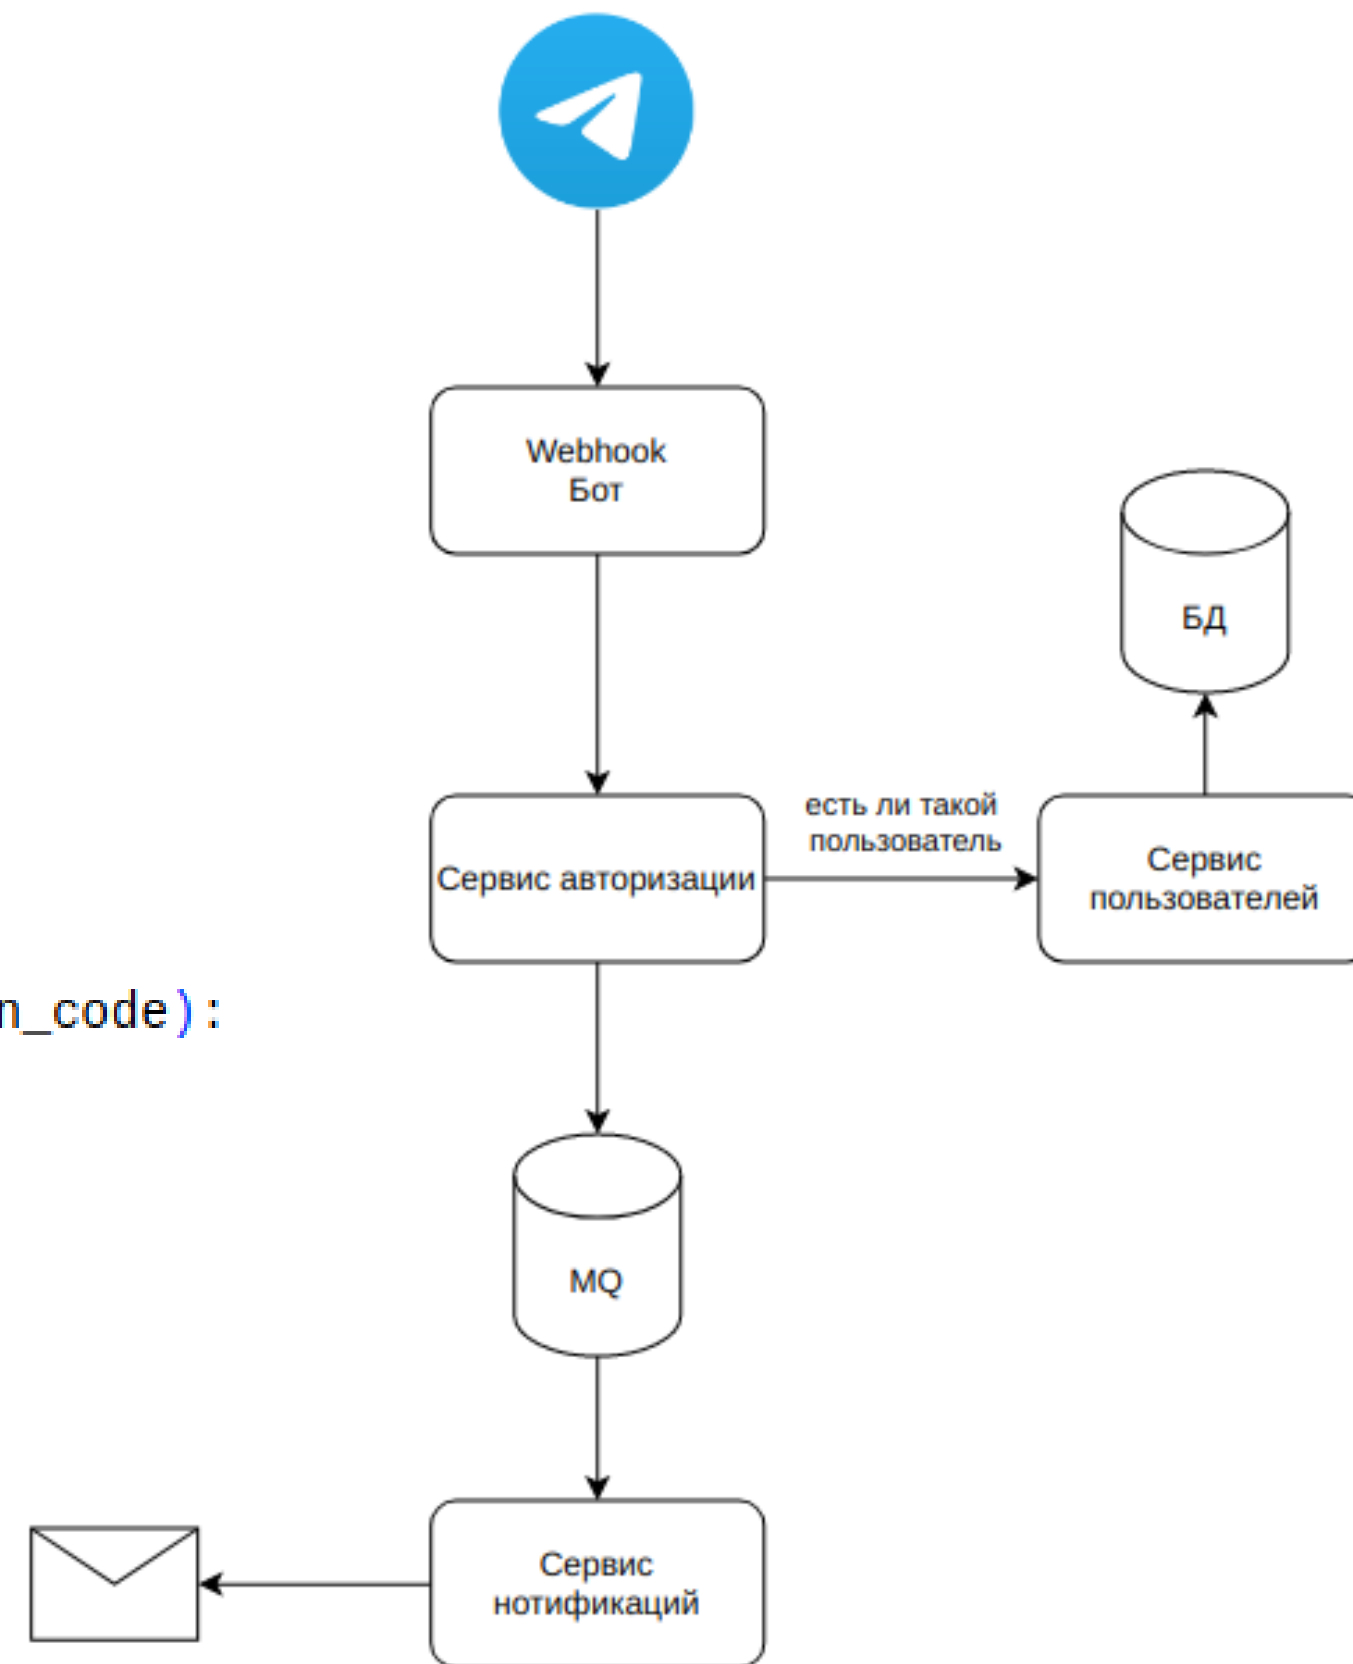 Webhook
Бот
БД
есть ли такой
пользователь
Сервис авторизации
Сервис
пользователей
n_code):
MQ
Сервис
нотификаций